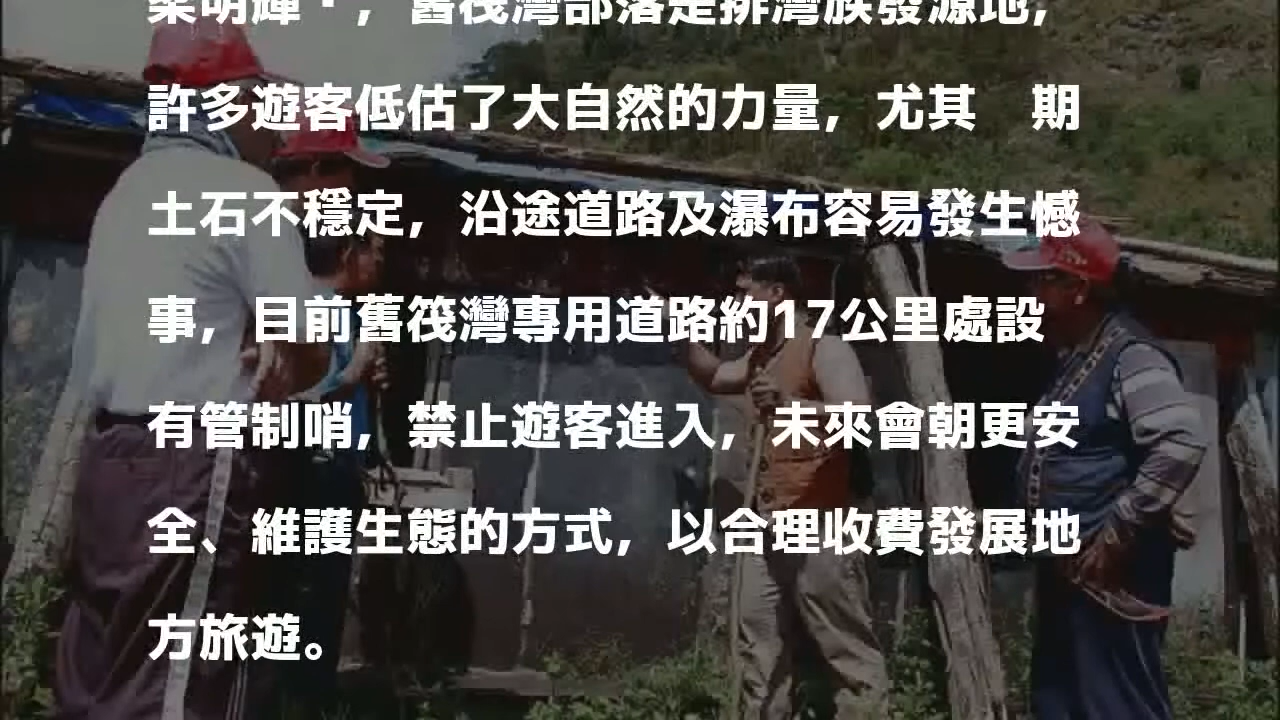 明輝：，舊筏灣部落是排灣族發源地，
許多遊客低估了大自然的力量，尤其　期
土石不穩定，沿途道路及瀑布容易發生憾
事，目前舊筏灣專用道路約17公里處設
有管制哨，禁止遊客進入，未來會朝更安
全、維護生態的方式，以合理收費發展地
方旅遊。